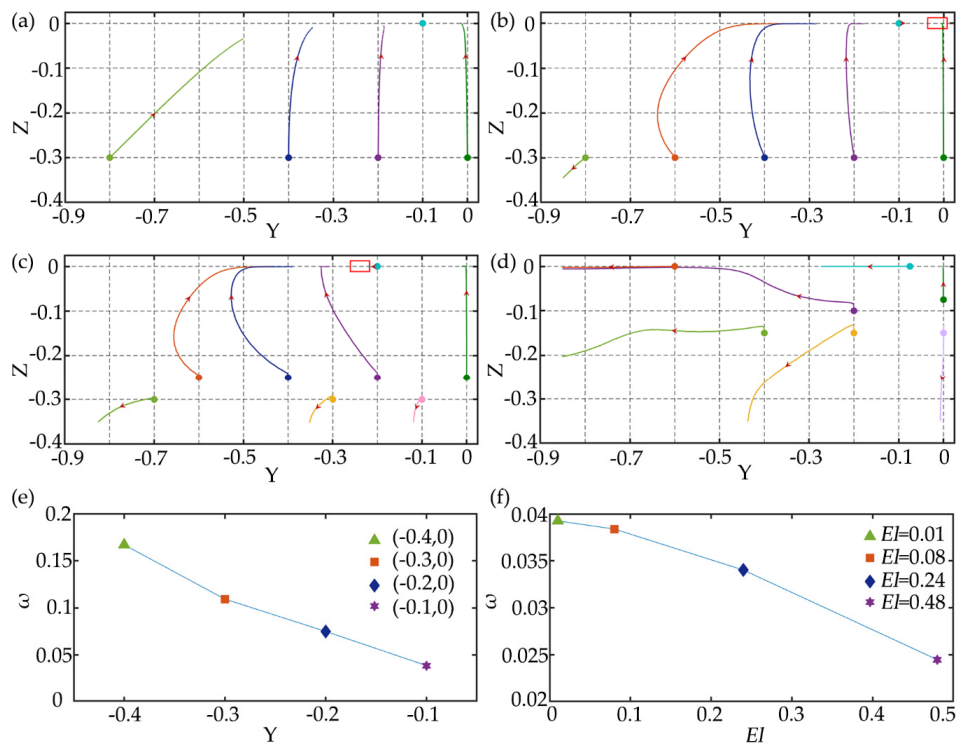 (a)
0
-0.1
-0.2
-0.3
-0.4
Z
-0.9 -0.7 -0.5 -0.3 -0.1 0
Y
(b)
0
-0.1
-0.2
-0.3
-0.4
Z
-0.9 -0.7 -0.5 -0.3 -0.1 0
Y
(c)
0
-0.1
-0.2
-0.3
-0.4
Z
-0.9 -0.7 -0.5 -0.3 -0.1 0
Y
(d)
0
-0.1
-0.2
-0.3
-0.4
Z
-0.9 -0.7 -0.5 -0.3 -0.1 0
Y
(e)
0.2
0.15
0.1
0.05
0
ω
(-0.4,0)
(-0.3,0)
(-0.2,0)
(-0.1,0)
-0.4 -0.3 -0.2 -0.1
Y
(f)
0.04
0.035
0.03
0.025
0.02
ω
El=0.01
El=0.08
El=0.24
El=0.48
0 0.1 0.2 0.3 0.4 0.5
El